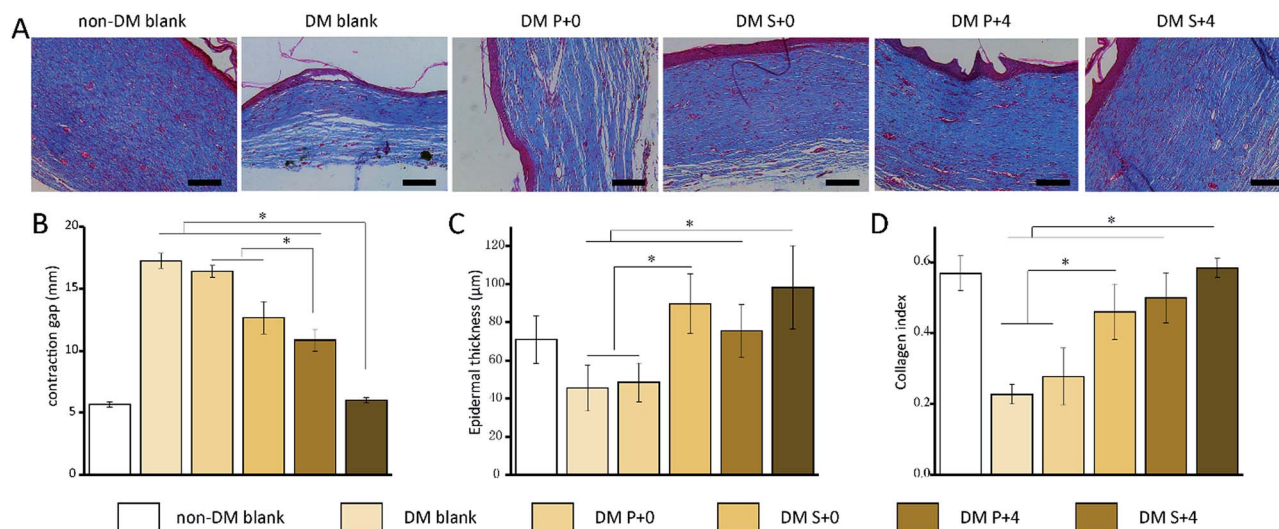 A
non-DM blank
DM blank
DM P+0
DM S+0
DM P+4
DM S+4
B
contraction gap (mm)
20
15
10
5
0
*
*
C
Epidermal thickness (μm)
120
100
80
60
40
20
0
*
*
D
Collagen index
0.6
0.4
0.2
0.0
*
*
non-DM blank
DM blank
DM P+0
DM S+0
DM P+4
DM S+4